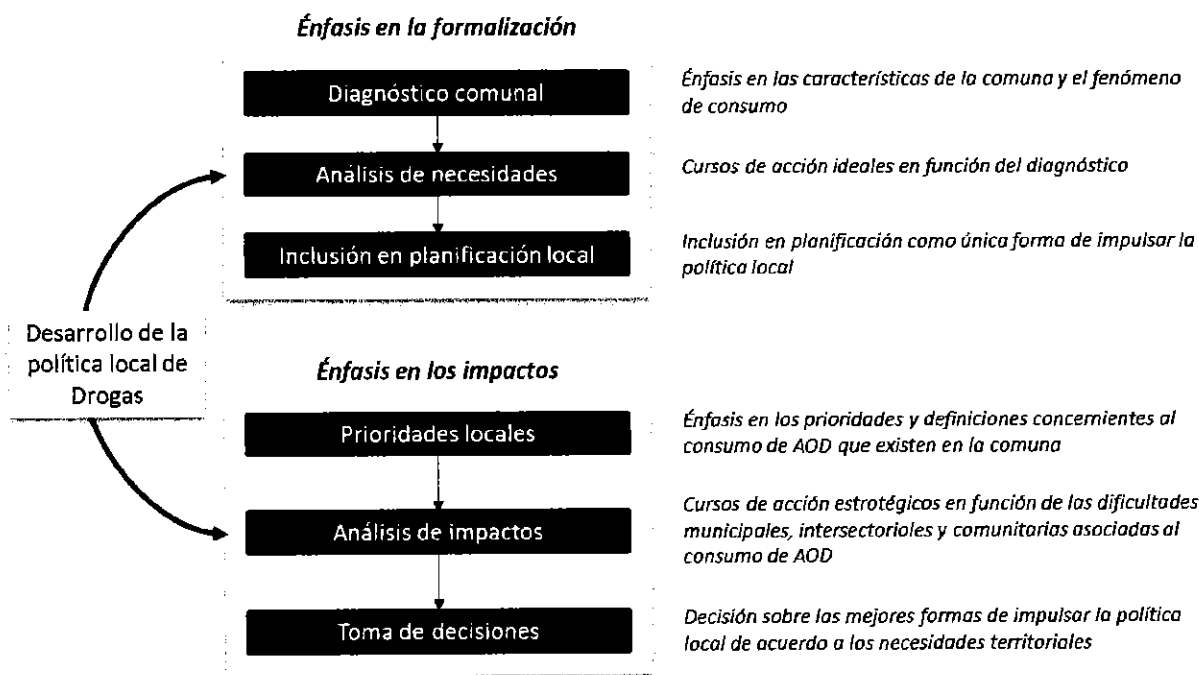 Énfasis en la formalización
Diagnóstico comunal
Énfasis en las características de la comuna y el fenómeno
de consumo
Análisis de necesidades
Cursos de acción ideales en función del diagnóstico
Inclusión en planificación local
Inclusión en planificación como única forma de impulsar la
política local
Desarrollo de la
política local de
Drogas
Énfasis en los impactos
Prioridades locales
Énfasis en los prioridades y definiciones concernientes al
consumo de AOD que existen en la comuna
Análisis de impactos
Cursos de acción estratégicos en función de las dificultades
municipales, intersectoriales y comunitarias asociadas al
consumo de AOD
Toma de decisiones
Decisión sobre las mejores formas de impulsar la política
local de acuerdo a los necesidades territoriales